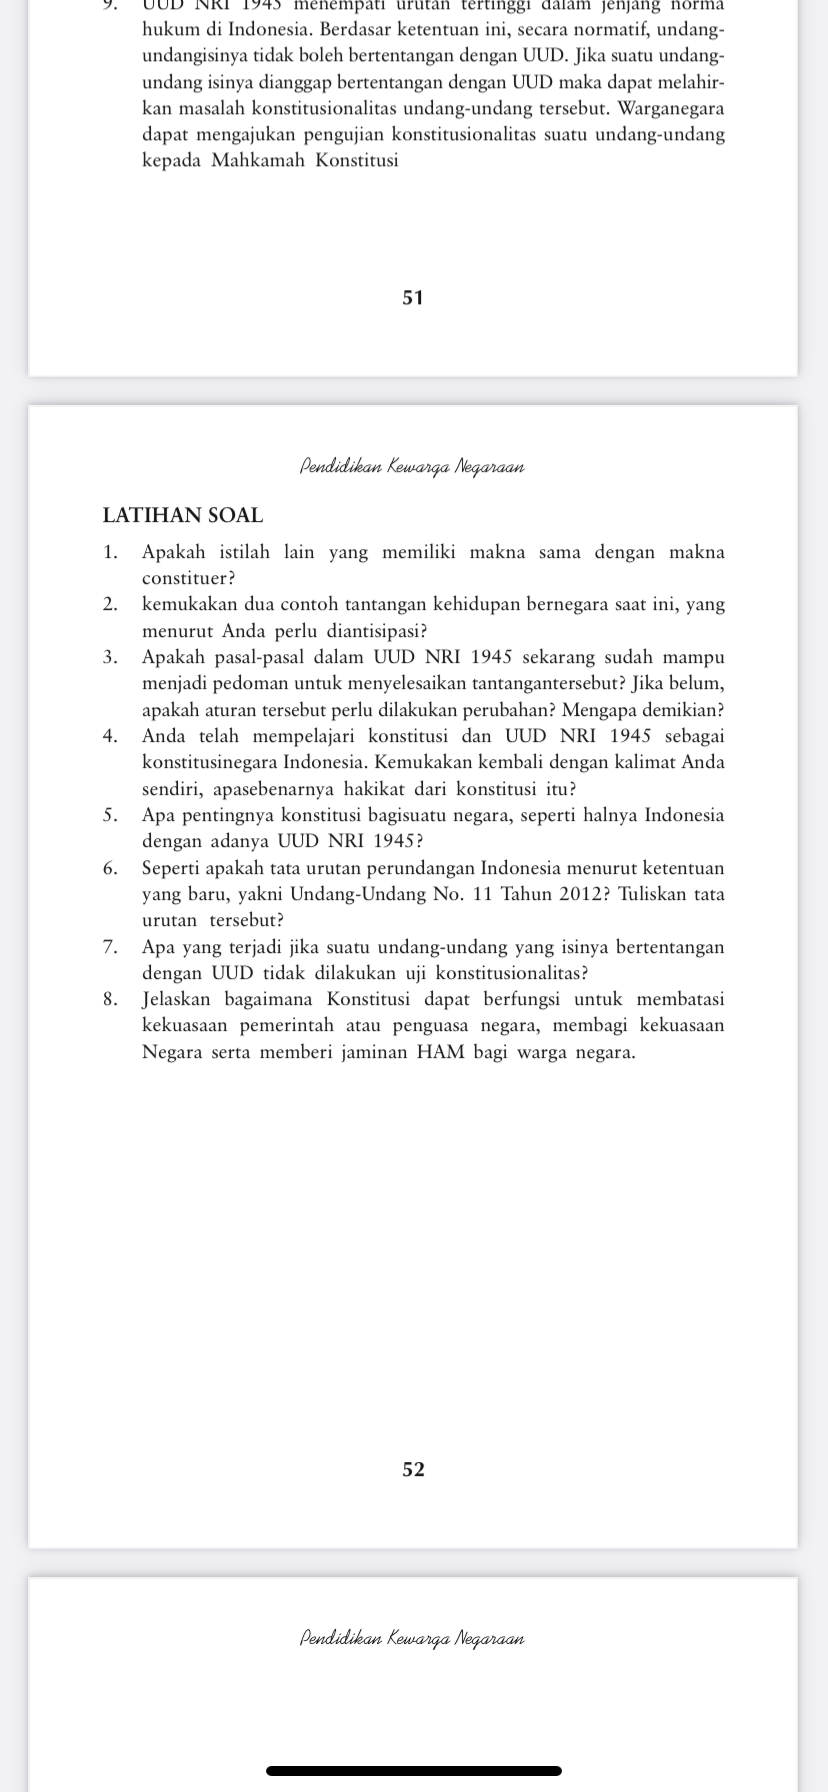 9. UUD NRI 1945 menempati urutan tertinggi dalam jenjang norma
hukum di Indonesia. Berdasar ketentuan ini, secara normatif, undang-
undangisinya tidak boleh bertentangan dengan UUD. Jika suatu undang-
undang isinya dianggap bertentangan dengan UUD maka dapat melahir-
kan masalah konstitusionalitas undang-undang tersebut. Warganegara
dapat mengajukan pengujian konstitusionalitas suatu undang-undang
kepada Mahkamah Konstitusi
51
Pendidikan Kewarga Negaraan
LATIHAN SOAL
1. Apakah istilah lain yang memiliki makna sama dengan makna
constituer?
2. kemukakan dua contoh tantangan kehidupan bernegara saat ini, yang
menurut Anda perlu diantisipasi?
3. Apakah pasal-pasal dalam UUD NRI 1945 sekarang sudah mampu
menjadi pedoman untuk menyelesaikan tantangantersebut? Jika belum,
apakah aturan tersebut perlu dilakukan perubahan? Mengapa demikian?
4. Anda telah mempelajari konstitusi dan UUD NRI 1945 sebagai
konstitusinegara Indonesia. Kemukakan kembali dengan kalimat Anda
sendiri, apasebenarnya hakikat dari konstitusi itu?
5. Apa pentingnya konstitusi bagisuatu negara, seperti halnya Indonesia
dengan adanya UUD NRI 1945?
6. Seperti apakah tata urutan perundangan Indonesia menurut ketentuan
yang baru, yakni Undang-Undang No. 11 Tahun 2012? Tuliskan tata
urutan tersebut?
7. Apa yang terjadi jika suatu undang-undang yang isinya bertentangan
dengan UUD tidak dilakukan uji konstitusionalitas?
8. Jelaskan bagaimana Konstitusi dapat berfungsi untuk membatasi
kekuasaan pemerintah atau penguasa negara, membagi kekuasaan
Negara serta memberi jaminan HAM bagi warga negara.
52
Pendidikan Kewarga Negaraan